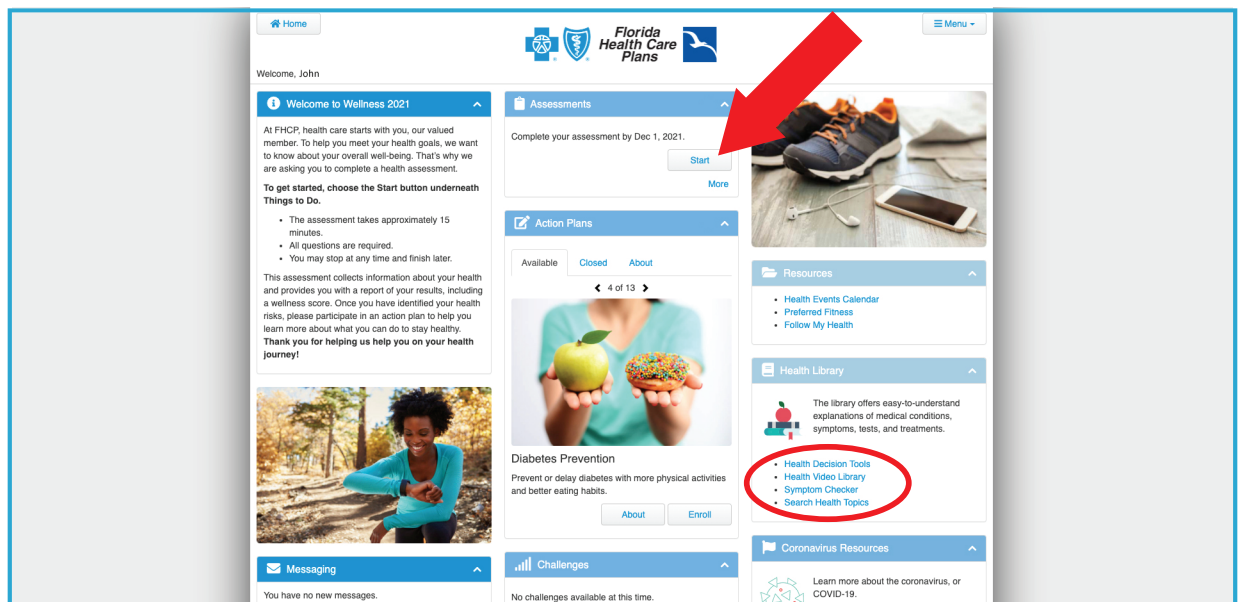 Home
Florida
Health Care
Plans
Menu
Welcome, John
Welcome to Wellness 2021
At FHCP, health care starts with you, our valued
member. To help you meet your health goals, we want
to know about your overall well-being. That's why we
are asking you to complete a health assessment.
To get started, choose the Start button underneath
Things to Do.
• The assessment takes approximately 15
minutes.
• All questions are required.
• You may stop at any time and finish later.
This assessment collects information about your health
and provides you with a report of your results, including
a wellness score. Once you have identified your health
risks, please participate in an action plan to help you
learn more about what you can do to stay healthy.
Thank you for helping us help you on your health
journey!
Messaging
You have no new messages.
Assessments
Complete your assessment by Dec 1, 2021.
Start
More
Action Plans
Available Closed About
4 of 13
Diabetes Prevention
Prevent or delay diabetes with more physical activities
and better eating habits.
About Enroll
Challenges
No challenges available at this time.
Resources
• Health Events Calendar
• Preferred Fitness
• Follow My Health
Health Library
The library offers easy-to-understand
explanations of medical conditions,
symptoms, tests, and treatments.
• Health Decision Tools
• Health Video Library
• Symptom Checker
• Search Health Topics
Coronavirus Resources
Learn more about the coronavirus, or
COVID-19.